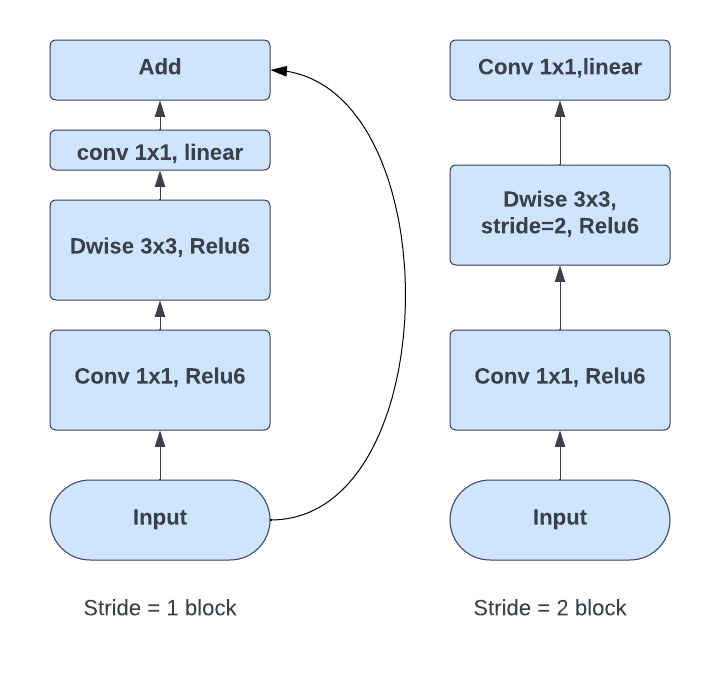 Add
conv 1x1, linear
Dwise 3x3, Relu6
Conv 1x1, Relu6
Input
Stride = 1 block
Conv 1x1,linear
Dwise 3x3,
stride=2, Relu6
Conv 1x1, Relu6
Input
Stride = 2 block